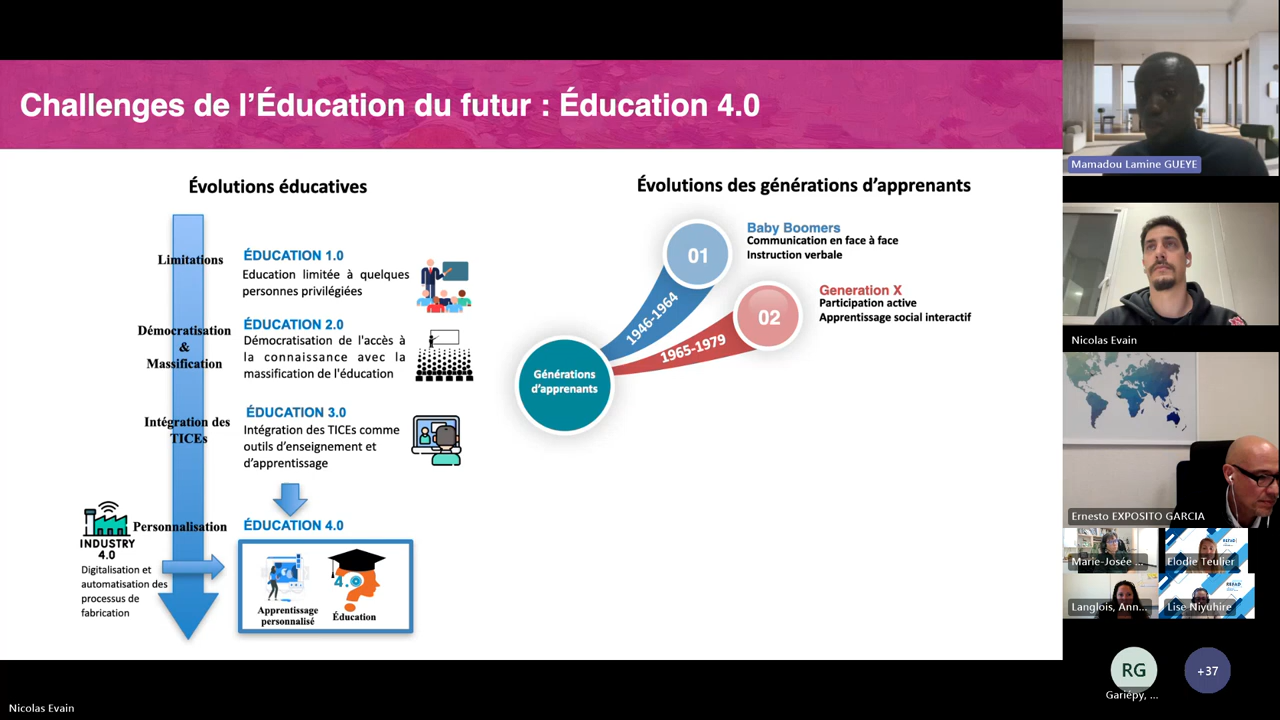 Challenges de l'Éducation du futur : Éducation 4.0
Évolutions éducatives
Limitations
ÉDUCATION 1.0
Education limitée à quelques
personnes privilégiées
Démocratisation
&
Massification
ÉDUCATION 2.0
Démocratisation de l'accès à
la connaissance avec la
massification de l'éducation
Intégration des
TICEs
ÉDUCATION 3.0
Intégration des TICEs comme
outils d'enseignement et
d'apprentissage
Personnalisation
ÉDUCATION 4.0
INDUSTRY
4.0
Digitalisation et
automatisation des
processus de
fabrication
Apprentissage
personnalisé
4.0
Éducation
Évolutions des générations d'apprenants
01
Baby Boomers
Communication en face à face
Instruction verbale
1946-1964
02
Generation X
Participation active
Apprentissage social interactif
1965-1979
Générations
d'apprenants
Mamadou Lamine GUEYE
Nicolas Evain
Ernesto EXPOSITO GARCIA
Marie-Josée ...
Elodie Teulier
Langlois, Ann...
Lise Niyuhire
RG
Gariépy, ...
+37
Nicolas Evain